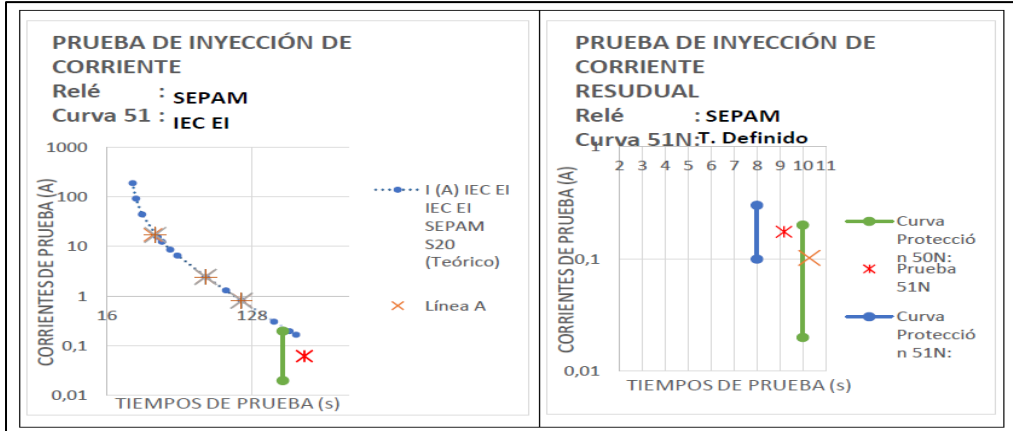 PRUEBA DE INYECCIÓN DE
CORRIENTE
Relé : SEPAM
Curva 51 : IEC EI
1000
100
10
1
0,1
0,01
16
128
CORRIENTES DE PRUEBA (A)
TIEMPOS DE PRUEBA (s)
I (A) IEC EI
IEC EI
SEPAM
S20
(Teórico)
Línea A
PRUEBA DE INYECCIÓN DE
CORRIENTE
RESUDUAL
Relé : SEPAM
Curva 51N: T. Definido
1
2 3 4 5 6 7 8 9 10 11
0,1
0,01
CORRIENTES DE PRUEBA (A)
TIEMPOS DE PRUEBA (s)
Curva
Protecció
n 50N:
Prueba
51N
Curva
Protecció
n 51N: